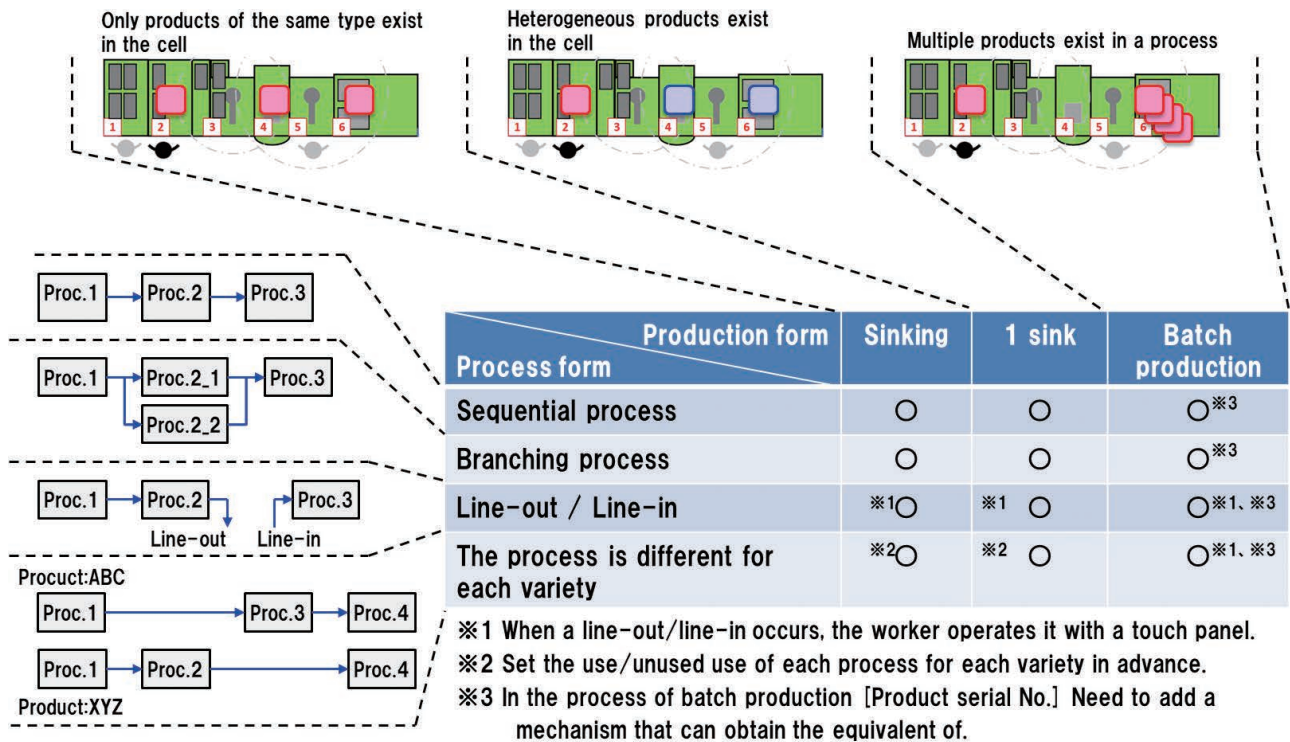 Only products of the same type exist
in the cell
Heterogeneous products exist
in the cell
Multiple products exist in a process
1 2 3 4 5 6
1 2 3 4 5 6
1 2 3 4 5 6
Proc.1 Proc.2 Proc.3
Proc.1 Proc.2_1 Proc.3
Proc.2_2
Proc.1 Proc.2 Proc.3
Line-out Line-in
Procuct:ABC
Proc.1 Proc.3 Proc.4
Proc.1 Proc.2 Proc.4
Product:XYZ
Production form
Process form
Sinking
1 sink
Batch
production
Sequential process ○ ○ ○※3
Branching process ○ ○ ○※3
Line-out / Line-in ※1○ ※1 ○ ○※1、※3
The process is different for
each variety
※2○ ※2 ○ ○※1、※3
※1 When a line-out/line-in occurs, the worker operates it with a touch panel.
※2 Set the use/unused use of each process for each variety in advance.
※3 In the process of batch production [Product serial No.] Need to add a
mechanism that can obtain the equivalent of.